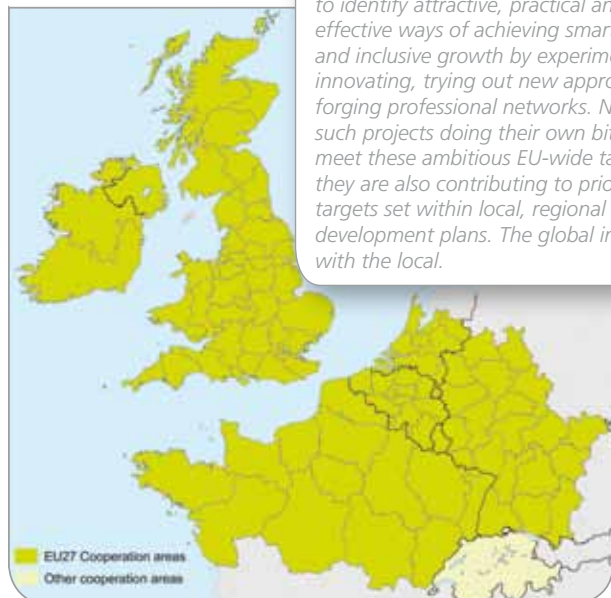 to identify attractive, practical an
effective ways of achieving smart
and inclusive growth by experime
innovating, trying out new appro
forging professional networks. N
such projects doing their own bit
meet these ambitious EU-wide ta
they are also contributing to prio
targets set within local, regional
development plans. The global in
with the local.
EU27 Cooperation areas
Other cooperation areas